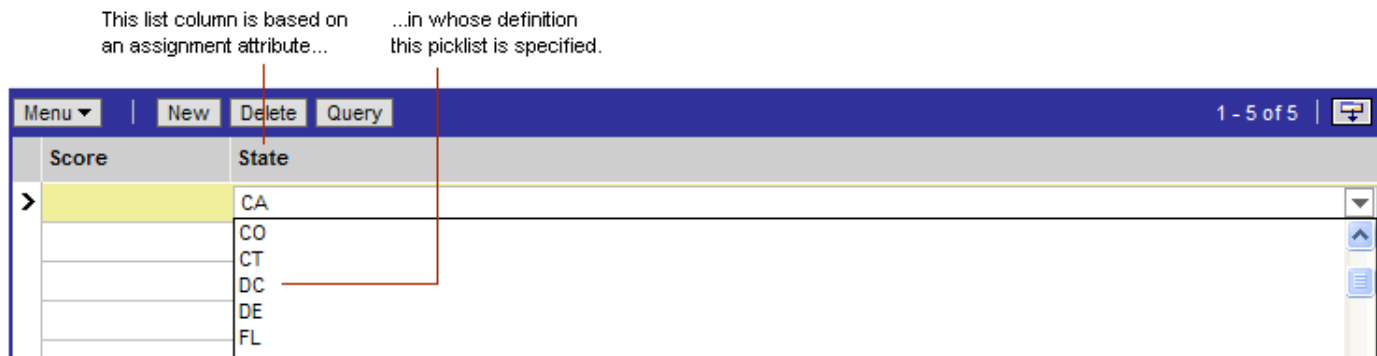 This list column is based on
an assignment attribute...
...in whose definition
this picklist is specified.
Menu New Delete Query 1 - 5 of 5
Score State
CA
CO
CT
DC
DE
FL